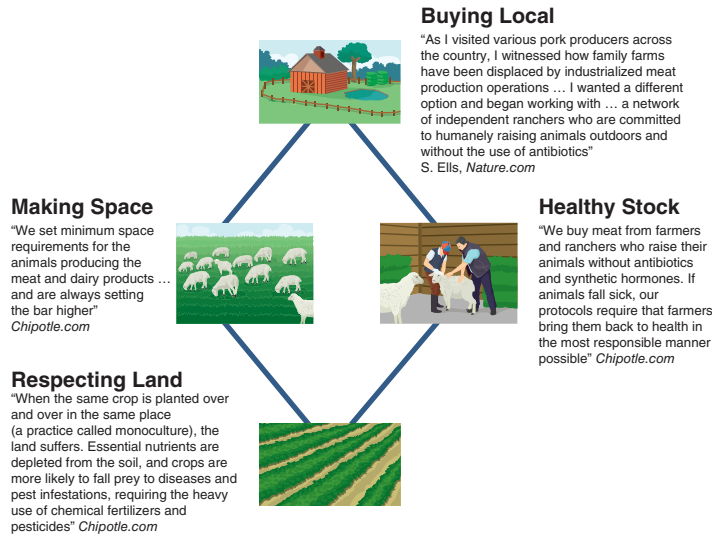 Buying Local
“As I visited various pork producers across
the country, I witnessed how family farms
have been displaced by industrialized meat
production operations … I wanted a different
option and began working with … a network
of independent ranchers who are committed
to humanely raising animals outdoors and
without the use of antibiotics”
S. Ells, Nature.com
Making Space
“We set minimum space
requirements for the
animals producing the
meat and dairy products …
and are always setting
the bar higher”
Chipotle.com
Healthy Stock
“We buy meat from farmers
and ranchers who raise their
animals without antibiotics
and synthetic hormones. If
animals fall sick, our
protocols require that farmers
bring them back to health in
the most responsible manner
possible” Chipotle.com
Respecting Land
“When the same crop is planted over
and over in the same place
(a practice called monoculture), the
land suffers. Essential nutrients are
depleted from the soil, and crops are
more likely to fall prey to diseases and
pest infestations, requiring the heavy
use of chemical fertilizers and
pesticides” Chipotle.com